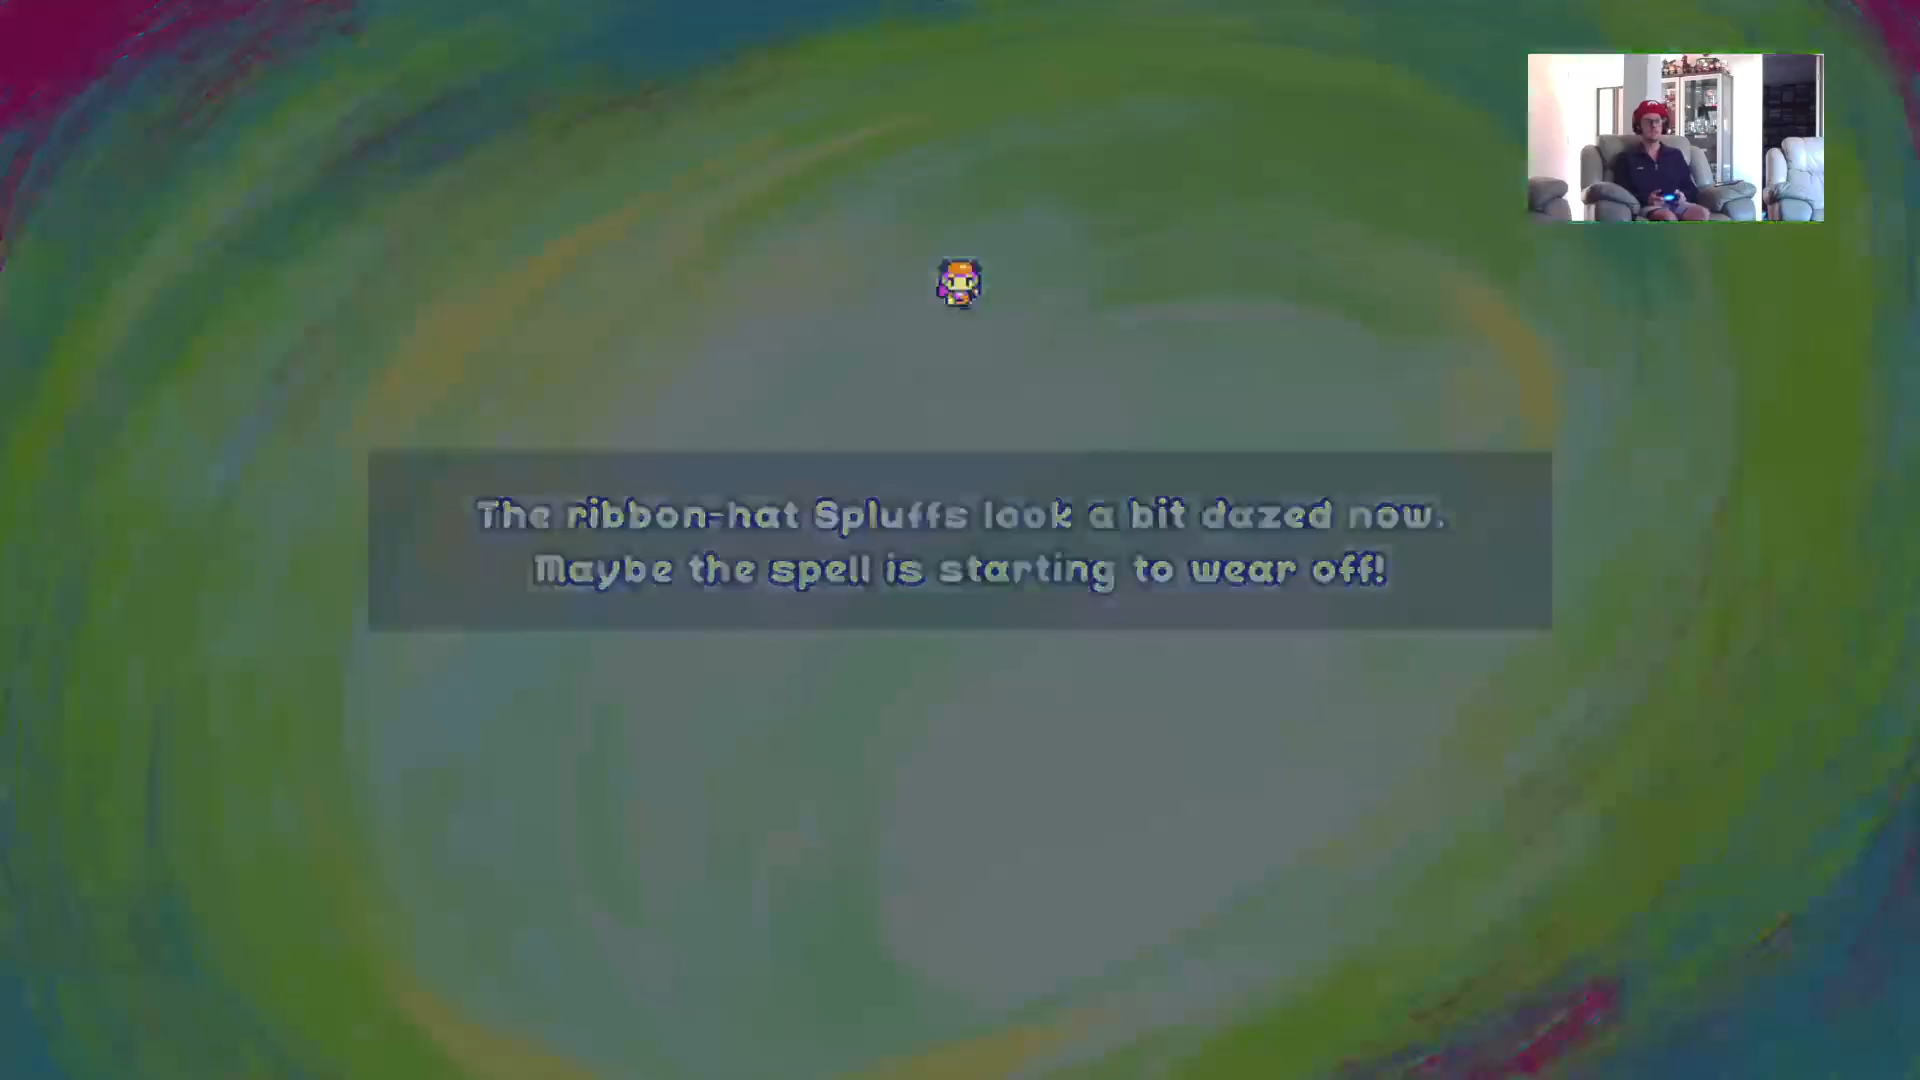 The ribbon-hat Spluffs look a bit dazed now.
Maybe the spell is starting to wear off!